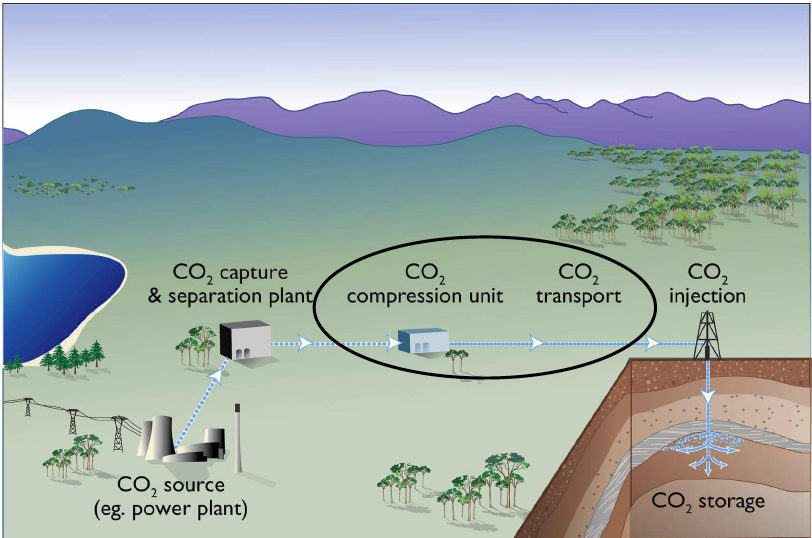 CO₂ capture
& separation plant
CO₂
compression unit
CO₂
transport
CO₂
injection
CO₂ source
(eg. power plant)
CO₂ storage